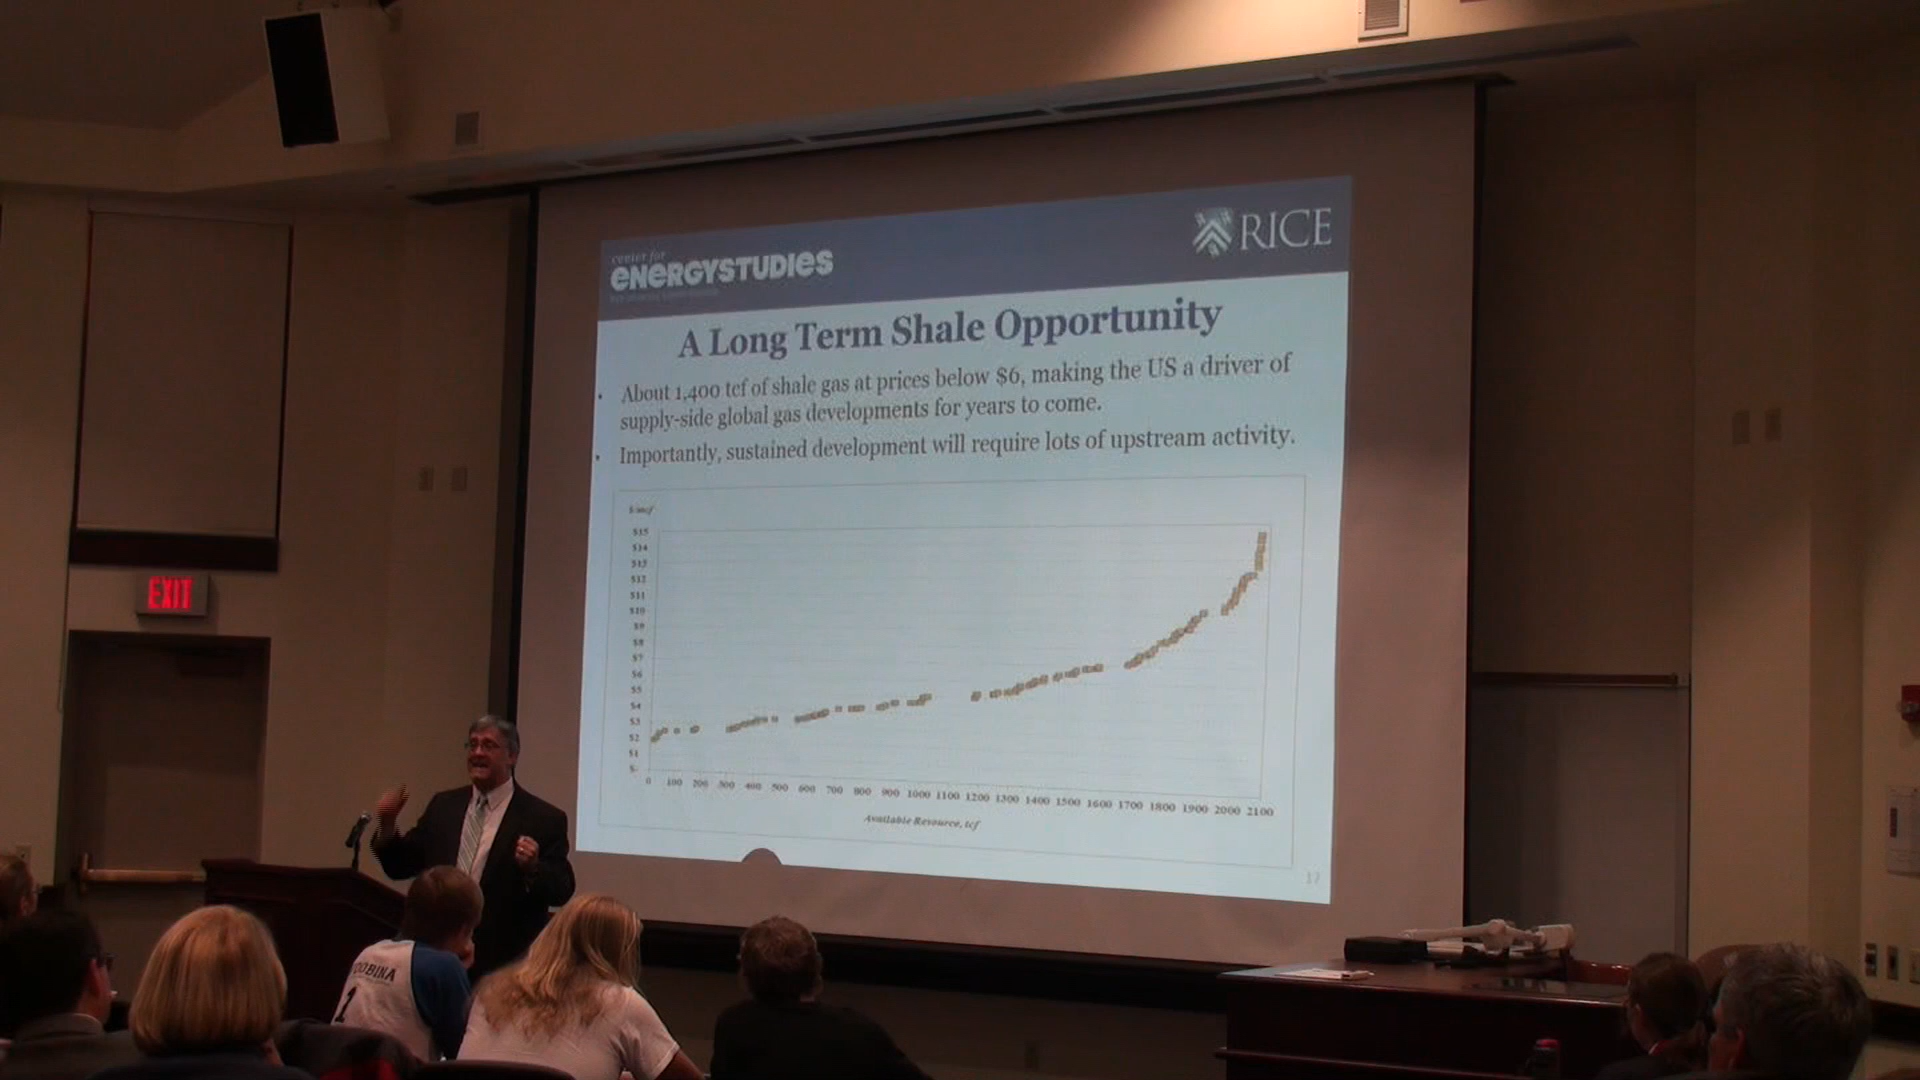 center for
ENERGYSTUDIES
RICE
A Long Term Shale Opportunity
• About 1,400 tcf of shale gas at prices below $6, making the US a driver of
supply-side global gas developments for years to come.
• Importantly, sustained development will require lots of upstream activity.
$/mcf
$15
$14
$13
$12
$11
$10
$9
$8
$7
$6
$5
$4
$3
$2
$1
$-
0 100 200 300 400 500 600 700 800 900 1000 1100 1200 1300 1400 1500 1600 1700 1800 1900 2000 2100
Available Resource, tcf
17
EXIT
1